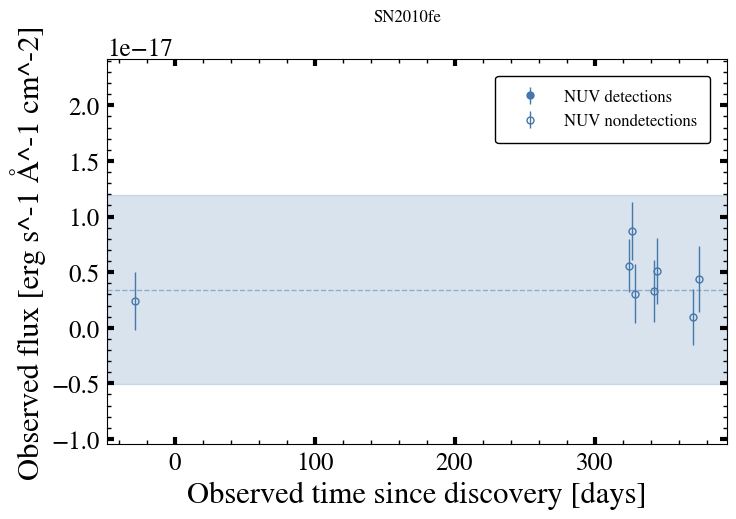 SN2010fe
1e−17
Observed flux [erg s^-1 Å^-1 cm^-2]
2.0
1.5
1.0
0.5
0.0
−0.5
−1.0
NUV detections
NUV nondetections
0 100 200 300
Observed time since discovery [days]